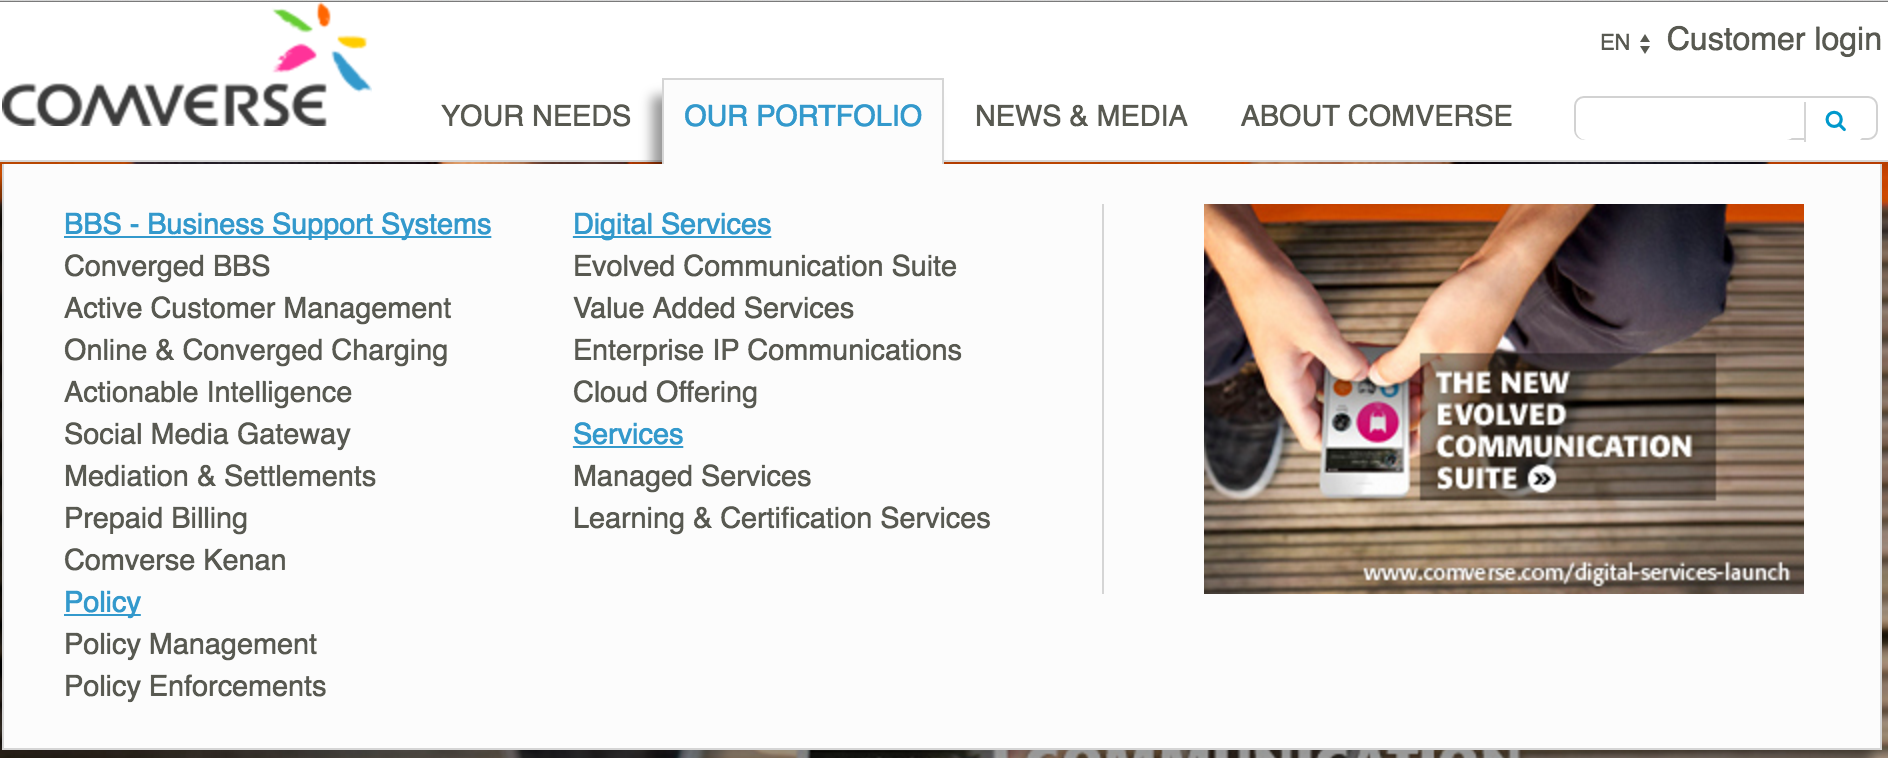 COMVERSE
EN
Customer login
YOUR NEEDS
OUR PORTFOLIO
NEWS & MEDIA
ABOUT COMVERSE
BBS - Business Support Systems
Converged BBS
Active Customer Management
Online & Converged Charging
Actionable Intelligence
Social Media Gateway
Mediation & Settlements
Prepaid Billing
Comverse Kenan
Policy
Policy Management
Policy Enforcements
Digital Services
Evolved Communication Suite
Value Added Services
Enterprise IP Communications
Cloud Offering
Services
Managed Services
Learning & Certification Services
THE NEW
EVOLVED
COMMUNICATION
SUITE
www.comverse.com/digital-services-launch
COMMUNICATION